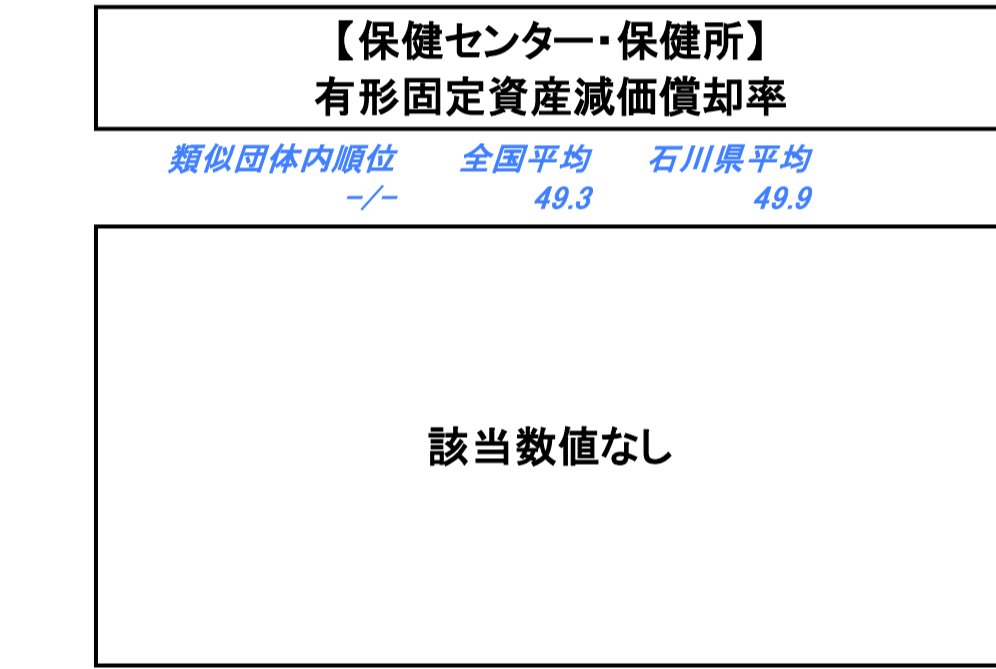 【保健センター・保健所】
有形固定資産減価償却率
類似団体内順位 全国平均 石川県平均
-/- 49.3 49.9
該当数値なし